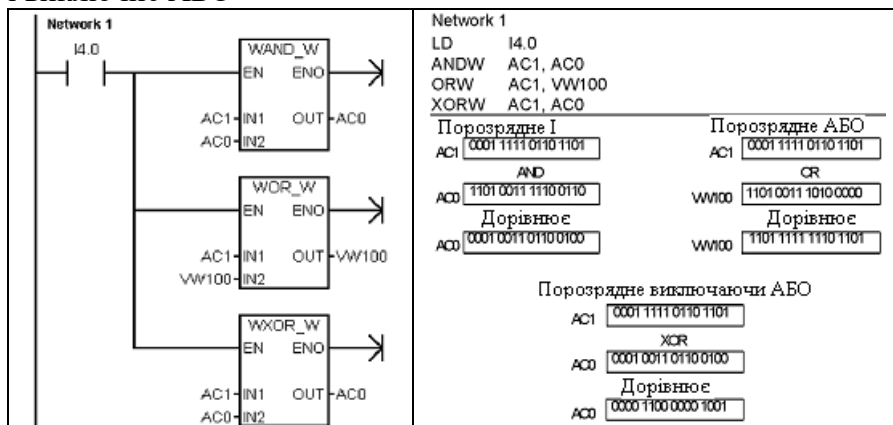 Network 1
I4.0
WAND_W
EN ENO
AC1 IN1 OUT AC0
AC0 IN2
WOR_W
EN ENO
AC1 IN1 OUT VW100
VW100 IN2
WXOR_W
EN ENO
AC1 IN1 OUT AC0
AC0 IN2
Network 1
LD I4.0
ANDW AC1, AC0
ORW AC1, VW100
XORW AC1, AC0
Порозрядне І
AC1 0001 1111 0110 1101
AND
AC0 1101 0011 1110 0110
Дорівнює
AC0 0001 0011 0110 0100
Порозрядне АБО
AC1 0001 1111 0110 1101
OR
VW100 1101 0011 1010 0000
Дорівнює
VW100 1101 1111 1110 1101
Порозрядне виключаючи АБО
AC1 0001 1111 0110 1101
XOR
AC0 0001 0011 0110 0100
Дорівнює
AC0 0000 1100 0000 1001